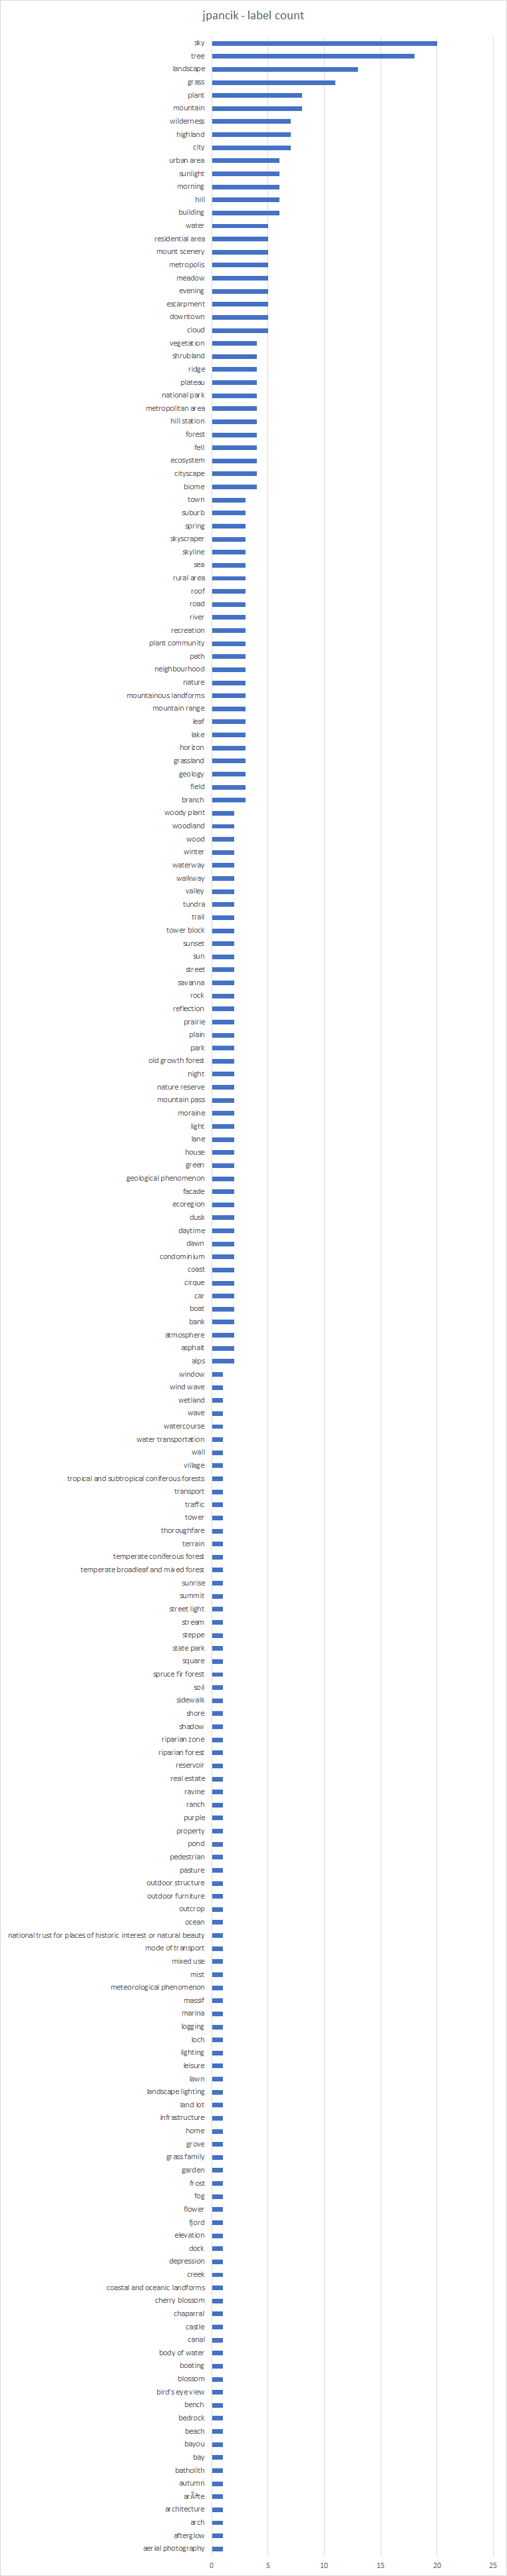 jpancik - label count
sky
tree
landscape
grass
plant
mountain
wilderness
highland
city
urban area
sunlight
morning
hill
building
water
residential area
mount scenery
metropolis
meadow
evening
escarpment
downtown
cloud
vegetation
shrubland
ridge
plateau
national park
metropolitan area
hill station
forest
fell
ecosystem
cityscape
biome
town
suburb
spring
skyscraper
skyline
sea
rural area
roof
road
river
recreation
plant community
path
neighbourhood
nature
mountainous landforms
mountain range
leaf
lake
horizon
grassland
geology
field
branch
woody plant
woodland
wood
winter
waterway
walkway
valley
tundra
trail
tower block
sunset
sun
street
savanna
rock
reflection
prairie
plain
park
old growth forest
night
nature reserve
mountain pass
moraine
light
lane
house
green
geological phenomenon
facade
ecoregion
dusk
daytime
dawn
condominium
coast
cirque
car
boat
bank
atmosphere
asphalt
alps
window
wind wave
wetland
wave
watercourse
water transportation
wall
village
tropical and subtropical coniferous forests
transport
traffic
tower
thoroughfare
terrain
temperate coniferous forest
temperate broadleaf and mixed forest
sunrise
summit
street light
stream
steppe
state park
square
spruce fir forest
soil
sidewalk
shore
shadow
riparian zone
riparian forest
reservoir
real estate
ravine
ranch
purple
property
pond
pedestrian
pasture
outdoor structure
outdoor furniture
outcrop
ocean
national trust for places of historic interest or natural beauty
mode of transport
mixed use
mist
meteorological phenomenon
massif
marina
logging
loch
lighting
leisure
lawn
landscape lighting
land lot
infrastructure
home
grove
grass family
garden
frost
fog
flower
fjord
elevation
dock
depression
creek
coastal and oceanic landforms
cherry blossom
chaparral
castle
canal
body of water
boating
blossom
bird's eye view
bench
bedrock
beach
bayou
bay
batholith
autumn
arÃªte
architecture
arch
afterglow
aerial photography
0 5 10 15 20 25